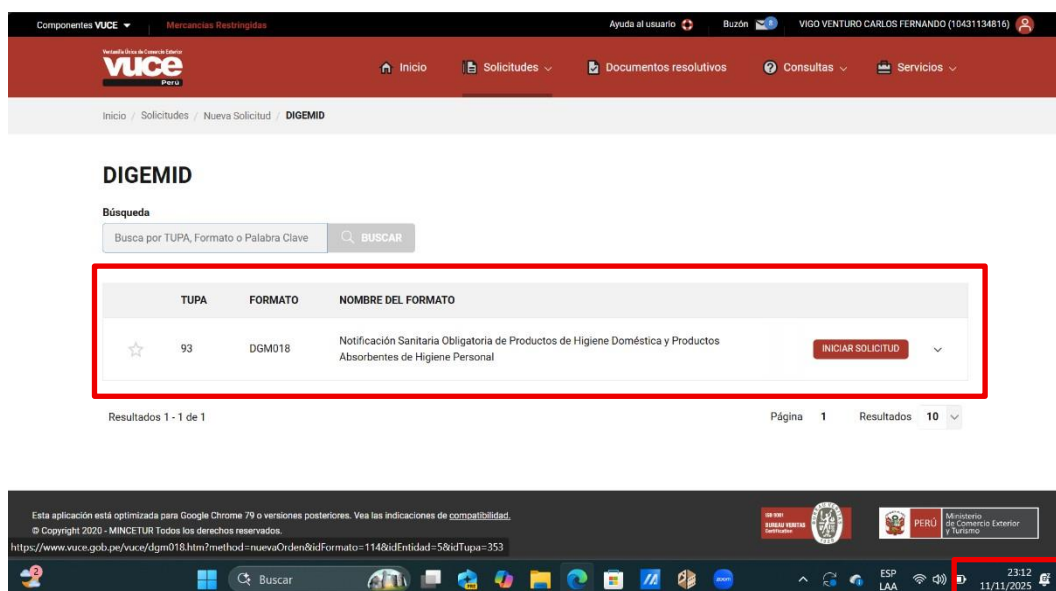 Componentes VUCE
Mercancías Restringidas
Ayuda al usuario
Buzón
VIGO VENTURO CARLOS FERNANDO (10431134816)
Ventanilla Única de Comercio Exterior
vuce
Perú
Inicio
Solicitudes
Documentos resolutivos
Consultas
Servicios
Inicio / Solicitudes / Nueva Solicitud / DIGEMID
DIGEMID
Búsqueda
Busca por TUPA, Formato o Palabra Clave
BUSCAR
TUPA FORMATO NOMBRE DEL FORMATO
93 DGM018 Notificación Sanitaria Obligatoria de Productos de Higiene Doméstica y Productos
Absorbentes de Higiene Personal
INICIAR SOLICITUD
Resultados 1 - 1 de 1
Página 1 Resultados 10
Esta aplicación está optimizada para Google Chrome 79 o versiones posteriores. Vea las indicaciones de compatibilidad.
© Copyright 2020 - MINCETUR Todos los derechos reservados.
https://www.vuce.gob.pe/vuce/dgm018.htm?method=nuevaOrden&idFormato=114&idEntidad=5&idTupa=353
BUREAU VERITAS
Certification
PERÚ
Ministerio
de Comercio Exterior
y Turismo
2
Buscar
zoom
ESP
LAA
23:12
11/11/2025